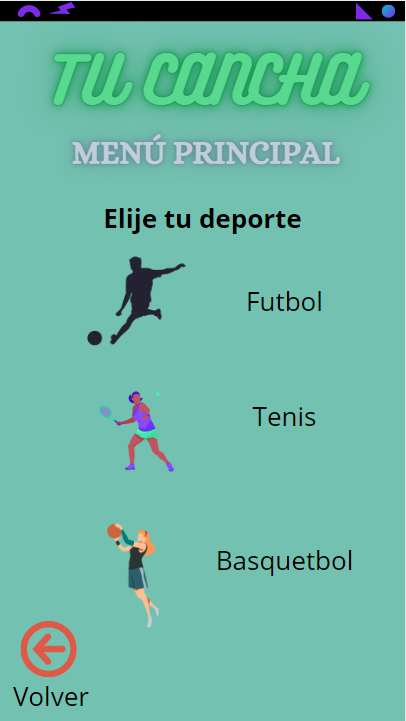 TU CANCHA
MENÚ PRINCIPAL
Elije tu deporte
Futbol
Tenis
Basquetbol
Volver